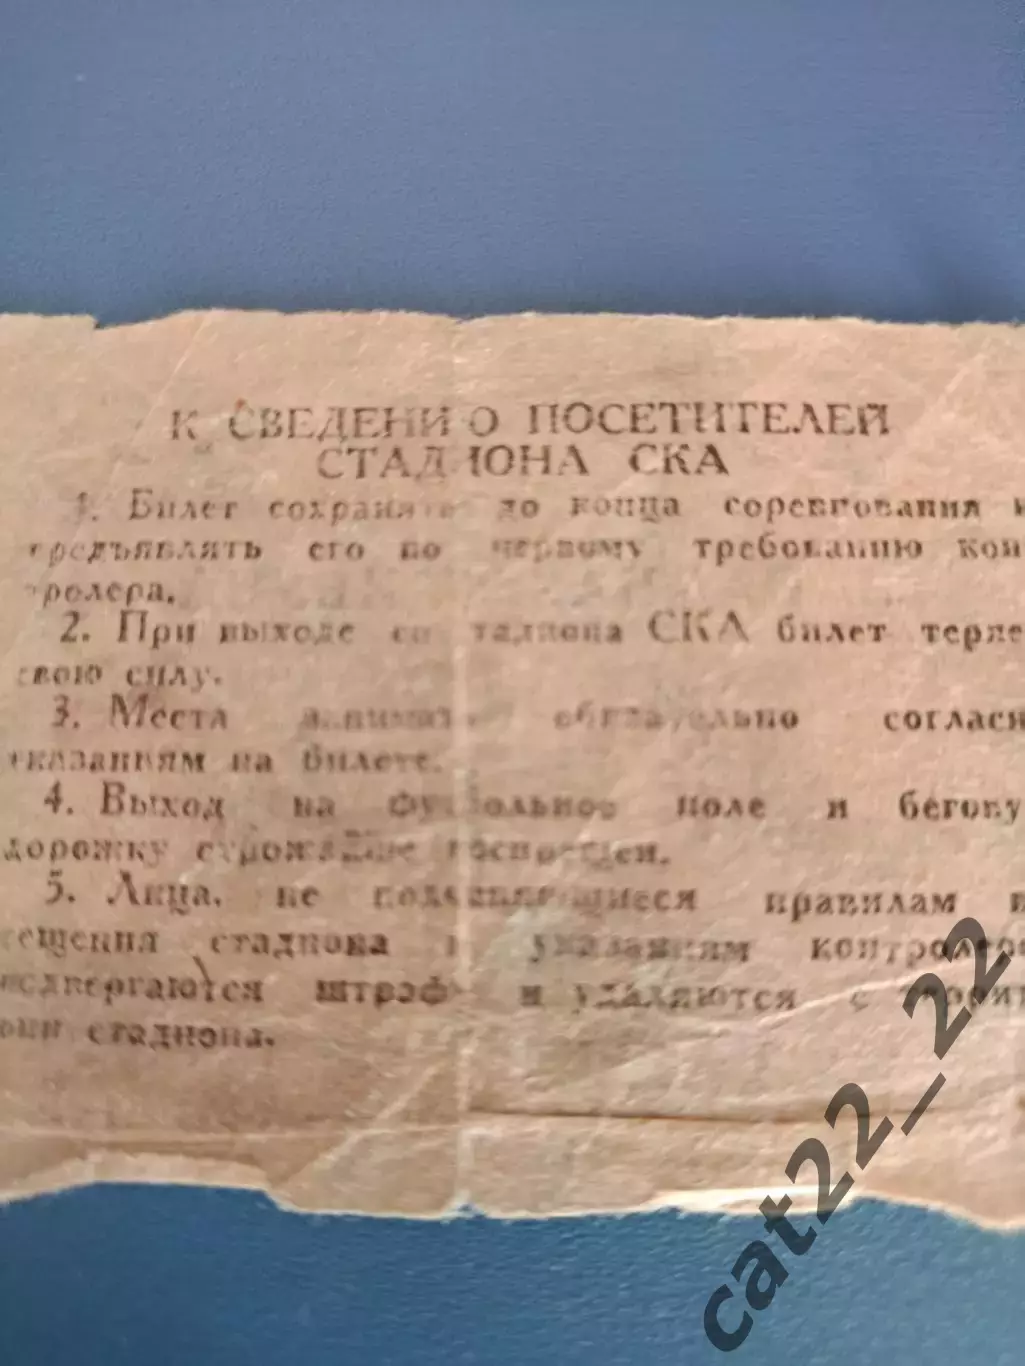 К СВЕДЕНИЮ ПОСЕТИТЕЛЕЙ
СТАДИОНА СКА
1. Билет сохранять до конца соревнования и
предъявлять его по первому требованию кон
тролера.
2. При выходе со стадиона СКА билет теряе
свою силу.
3. Места занимать обязательно согласн
указаниям на билете.
4. Выход на футбольное поле и бегову
дорожку строжайше воспрещен.
5. Лица, не подчиняющиеся правилам п
сещения стадиона и указаниям контролеро
подвергаются штрафу и удаляются с террит
рии стадиона.
cat22_22